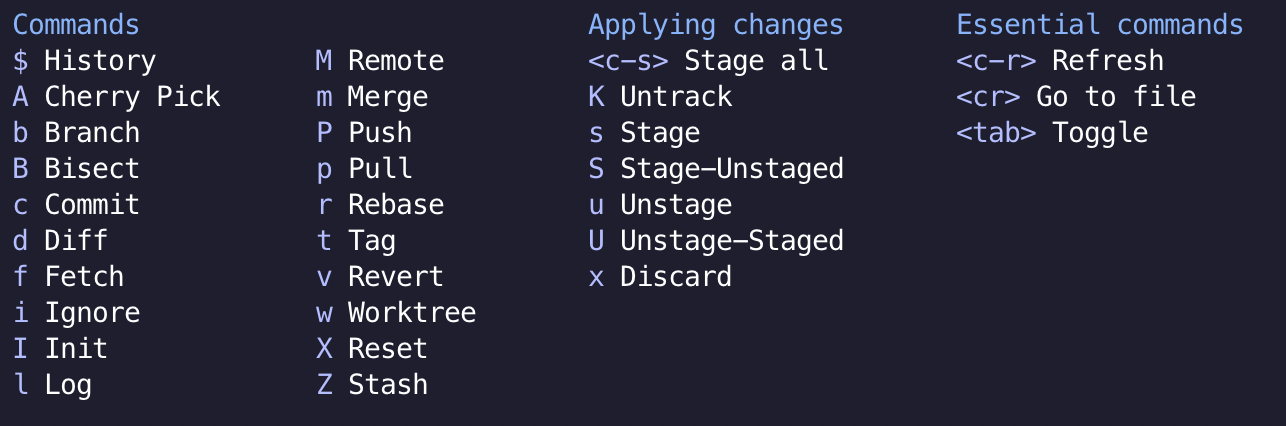 Commands
$ History
A Cherry Pick
b Branch
B Bisect
c Commit
d Diff
f Fetch
i Ignore
I Init
l Log
M Remote
m Merge
P Push
p Pull
r Rebase
t Tag
v Revert
w Worktree
X Reset
Z Stash
Applying changes
<c-s> Stage all
K Untrack
s Stage
S Stage-Unstaged
u Unstage
U Unstage-Staged
x Discard
Essential commands
<c-r> Refresh
<cr> Go to file
<tab> Toggle